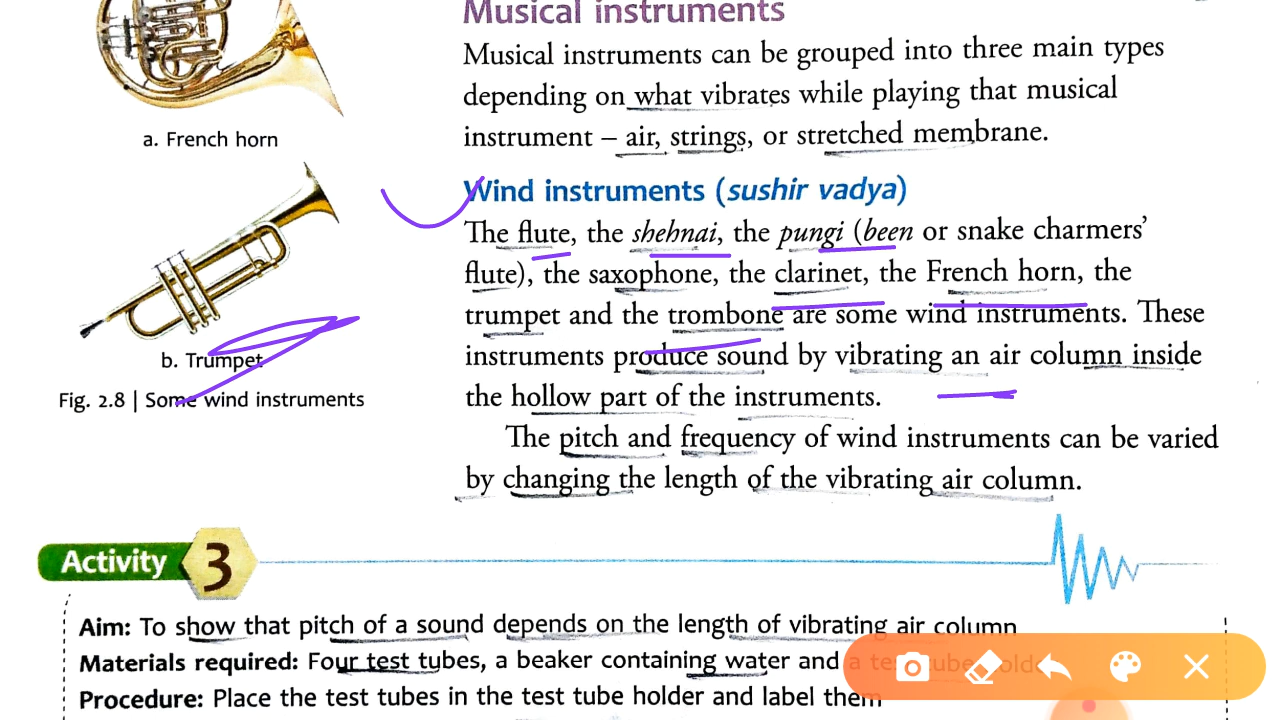 Musical instruments
Musical instruments can be grouped into three main types
depending on what vibrates while playing that musical
instrument – air, strings, or stretched membrane.
a. French horn
Wind instruments (sushir vadya)
The flute, the shehnai, the pungi (been or snake charmers'
flute), the saxophone, the clarinet, the French horn, the
trumpet and the trombone are some wind instruments. These
instruments produce sound by vibrating an air column inside
the hollow part of the instruments.
b. Trumpet
Fig. 2.8 | Some wind instruments
The pitch and frequency of wind instruments can be varied
by changing the length of the vibrating air column.
Activity 3
Aim: To show that pitch of a sound depends on the length of vibrating air column
Materials required: Four test tubes, a beaker containing water and a test tube
Procedure: Place the test tubes in the test tube holder and label them